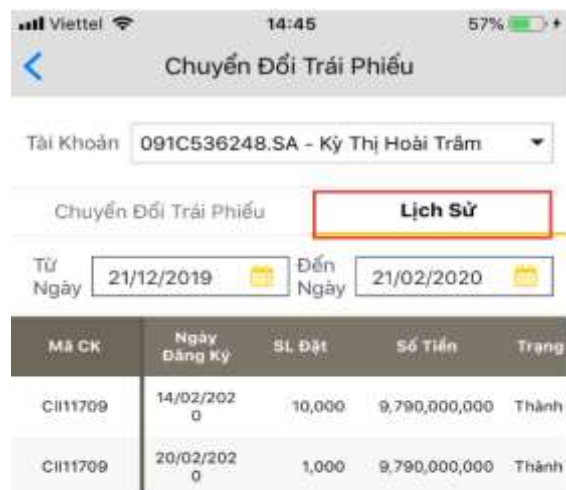 Viettel 14:45 57%
Chuyển Đổi Trái Phiếu
Tài Khoản 091C536248.SA - Kỳ Thị Hoài Trâm
Chuyển Đổi Trái Phiếu Lịch Sử
Từ Ngày 21/12/2019 Đến Ngày 21/02/2020
Mã CK Ngày Đăng Ký SL Đặt Số Tiền Trạng
CII11709 14/02/2020 10,000 9,790,000,000 Thành
CII11709 20/02/2020 1,000 9,790,000,000 Thành